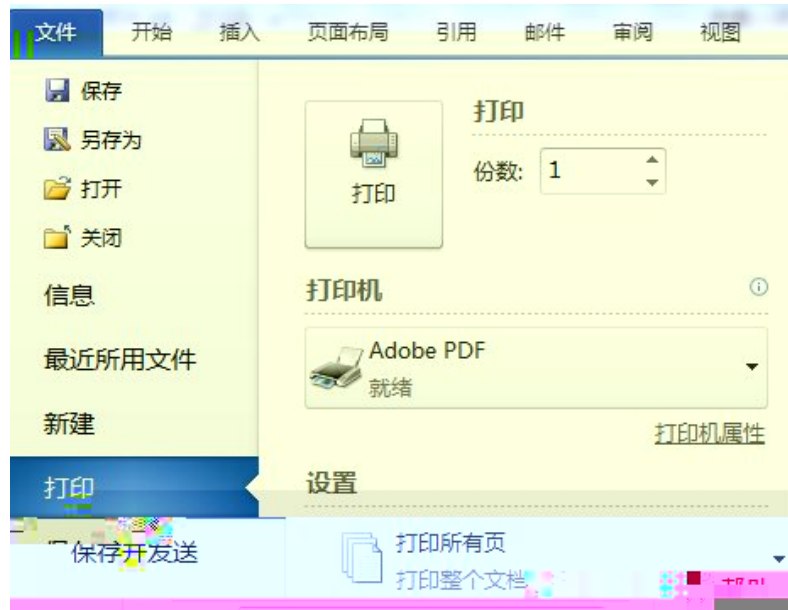 文件 开始 插入 页面布局 引用 邮件 审阅 视图
保存
另存为
打开
关闭
信息
最近所用文件
新建
打印
保存并发送
打印
打印
份数: 1
打印机
Adobe PDF
就绪
打印机属性
设置
打印所有页
打印整个文档